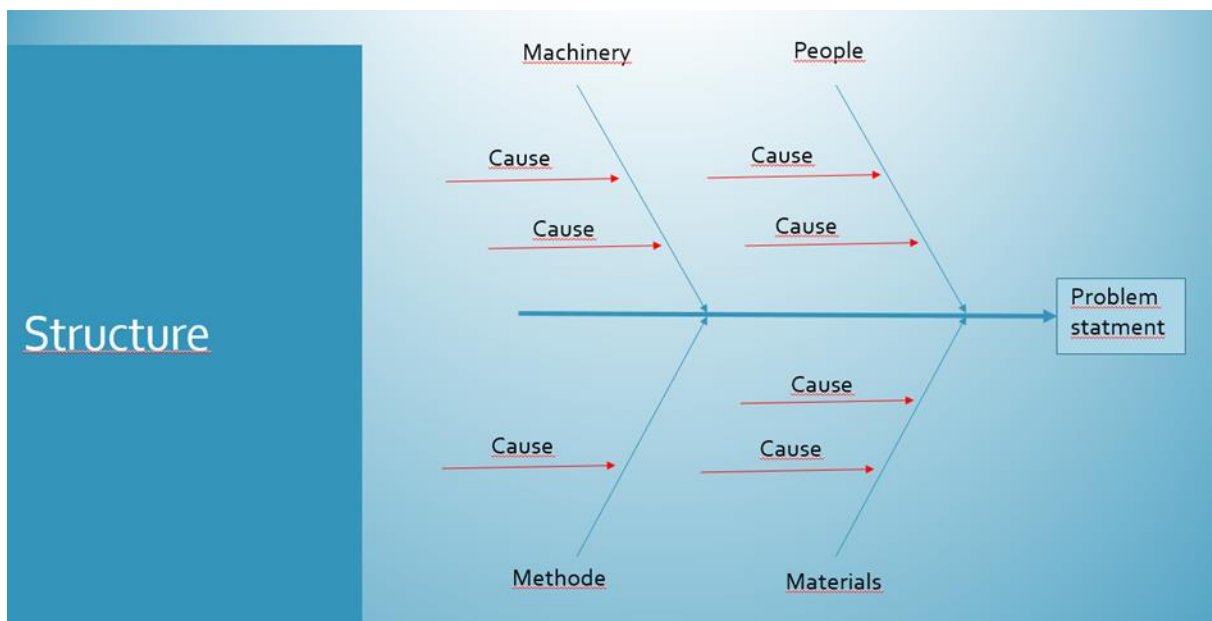 Structure
Machinery
People
Cause
Cause
Cause
Cause
Problem
statment
Cause
Cause
Cause
Methode
Materials